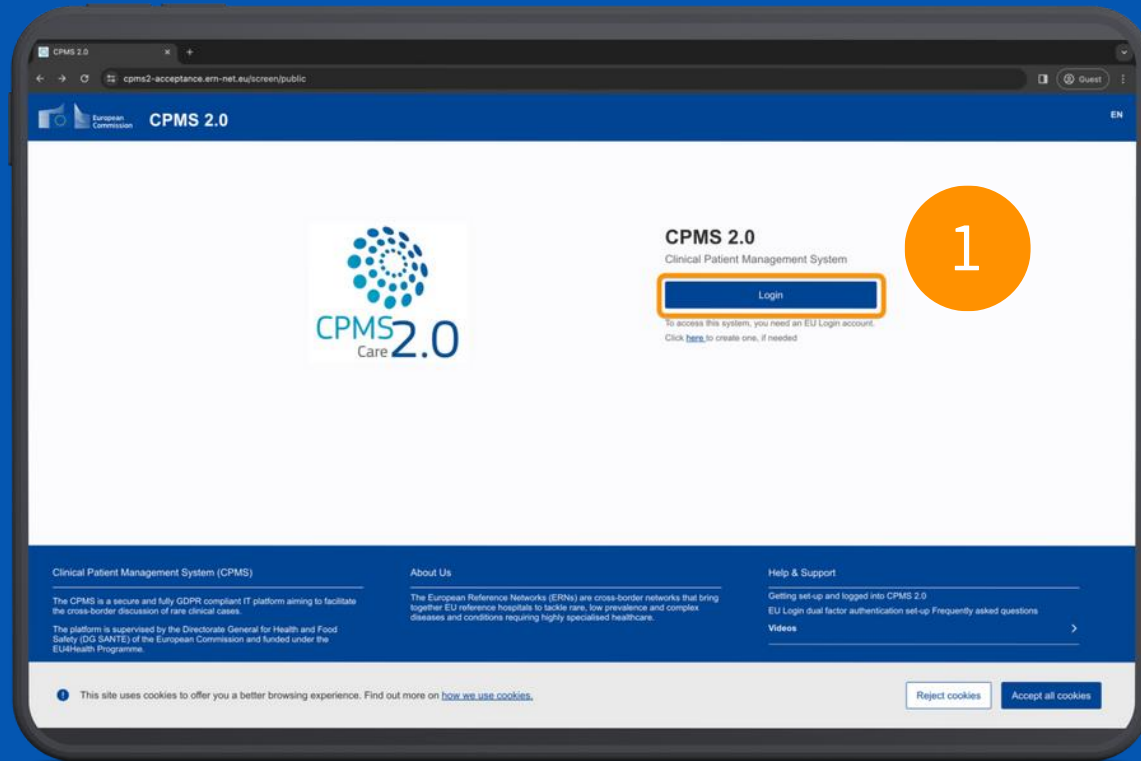 CPMS 2.0
cpms2-acceptance.ern-net.eu/screen/public
Guest
European
Commission
CPMS 2.0
EN
CPMS
Care
2.0
CPMS 2.0
Clinical Patient Management System
Login
To access this system, you need an EU Login account.
Click here to create one, if needed
1
Clinical Patient Management System (CPMS)
The CPMS is a secure and fully GDPR compliant IT platform aiming to facilitate
the cross-border discussion of rare clinical cases.
The platform is supervised by the Directorate General for Health and Food
Safety (DG SANTE) of the European Commission and funded under the
EU4Health Programme.
About Us
The European Reference Networks (ERNs) are cross-border networks that bring
together EU reference hospitals to tackle rare, low prevalence and complex
diseases and conditions requiring highly specialised healthcare.
Help & Support
Getting set-up and logged into CPMS 2.0
EU Login dual factor authentication set-up Frequently asked questions
Videos
This site uses cookies to offer you a better browsing experience. Find out more on how we use cookies.
Reject cookies
Accept all cookies